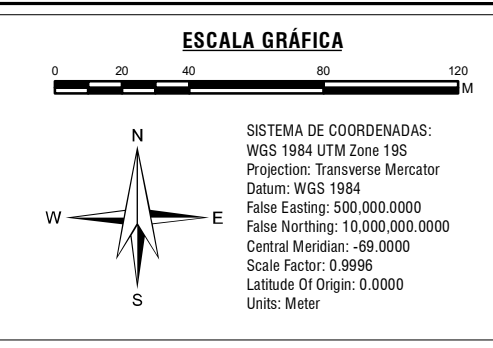 ESCALA GRÁFICA
0 20 40 80 120
M
N
W E
S
SISTEMA DE COORDENADAS:
WGS 1984 UTM Zone 19S
Projection: Transverse Mercator
Datum: WGS 1984
False Easting: 500,000.0000
False Northing: 10,000,000.0000
Central Meridian: -69.0000
Scale Factor: 0.9996
Latitude Of Origin: 0.0000
Units: Meter